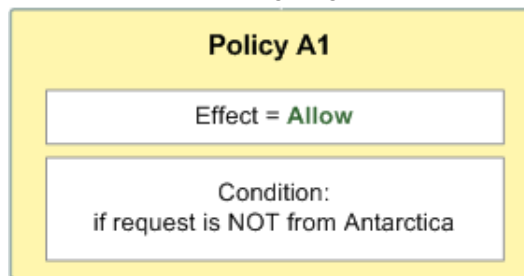 Policy A1
Effect = Allow
Condition:
if request is NOT from Antarctica